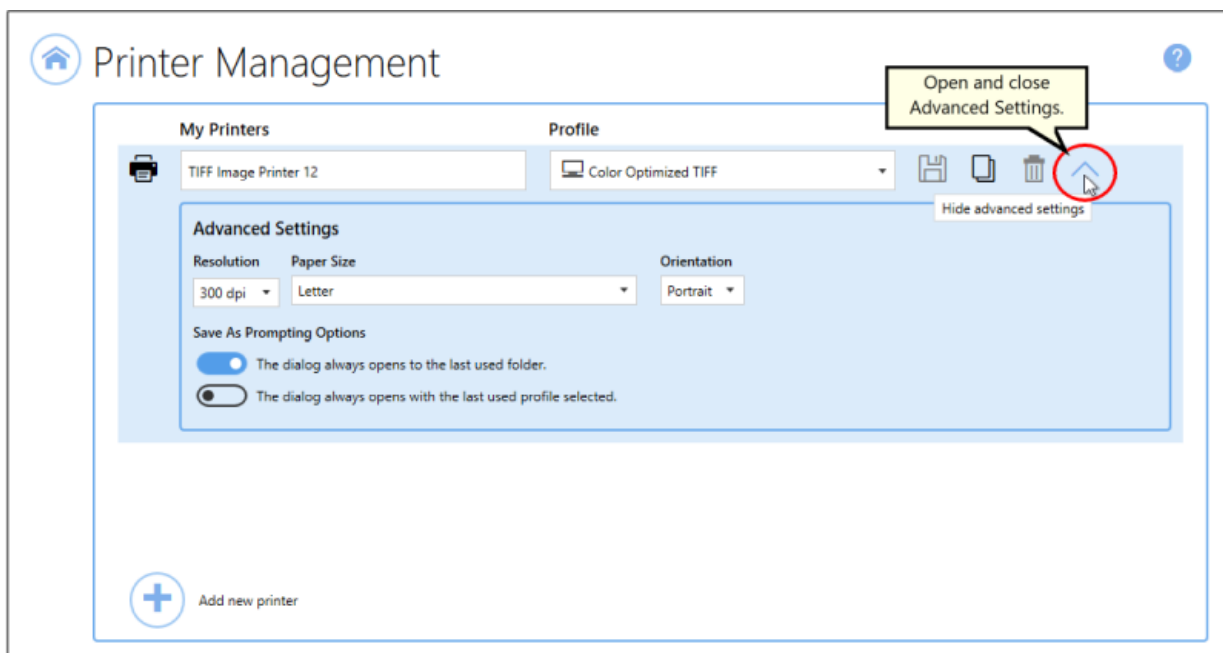 Printer Management
?
Open and close
Advanced Settings.
My Printers
Profile
TIFF Image Printer 12
Color Optimized TIFF
Hide advanced settings
Advanced Settings
Resolution
Paper Size
Orientation
300 dpi
Letter
Portrait
Save As Prompting Options
The dialog always opens to the last used folder.
The dialog always opens with the last used profile selected.
Add new printer